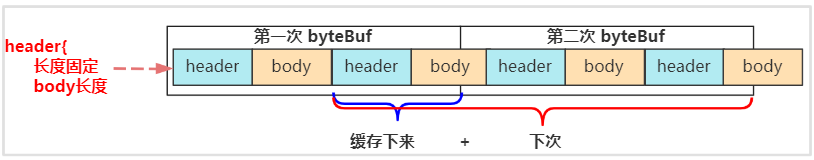 第一次 byteBuf 第二次 byteBuf
header{
长度固定
body长度
header body header body header body header body
缓存下来 + 下次